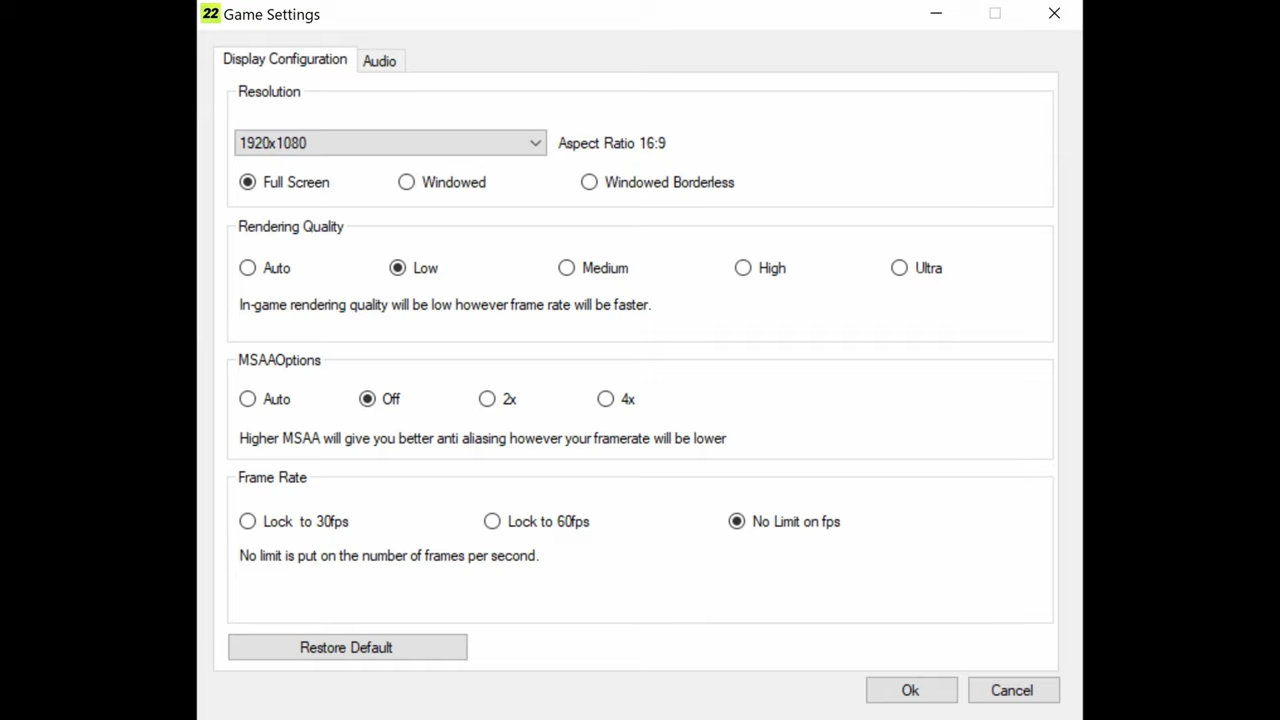 22 Game Settings
Display Configuration Audio
Resolution
1920x1080 Aspect Ratio 16:9
Full Screen Windowed Windowed Borderless
Rendering Quality
Auto Low Medium High Ultra
In-game rendering quality will be low however frame rate will be faster.
MSAAOptions
Auto Off 2x 4x
Higher MSAA will give you better anti aliasing however your framerate will be lower
Frame Rate
Lock to 30fps Lock to 60fps No Limit on fps
No limit is put on the number of frames per second.
Restore Default
Ok Cancel